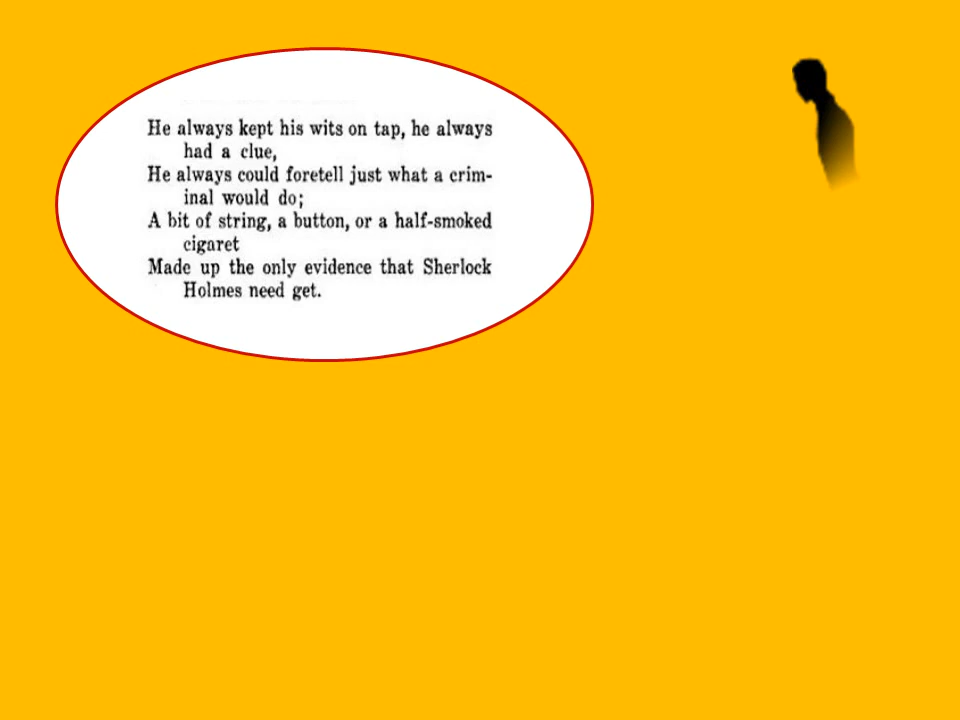 He always kept his wits on tap, he always
had a clue,
He always could foretell just what a crim-
inal would do;
A bit of string, a button, or a half-smoked
cigaret
Made up the only evidence that Sherlock
Holmes need get.